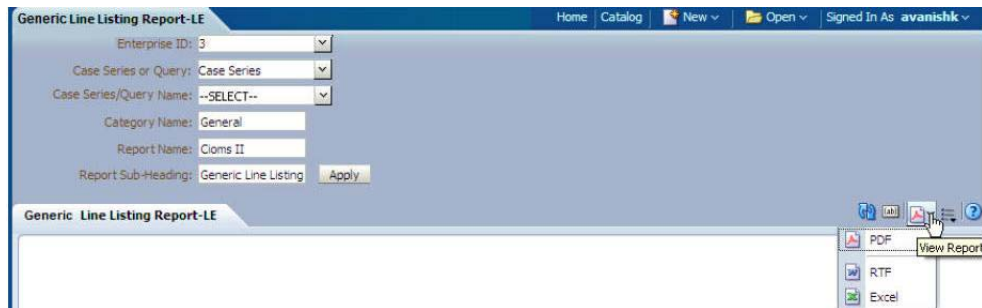 Generic Line Listing Report-LE Home Catalog New Open Signed In As avanishk
Enterprise ID: 3
Case Series or Query: Case Series
Case Series/Query Name: --SELECT--
Category Name: General
Report Name: Cioms II
Report Sub-Heading: Generic Line Listing Apply
Generic Line Listing Report-LE
PDF
View Report
RTF
Excel